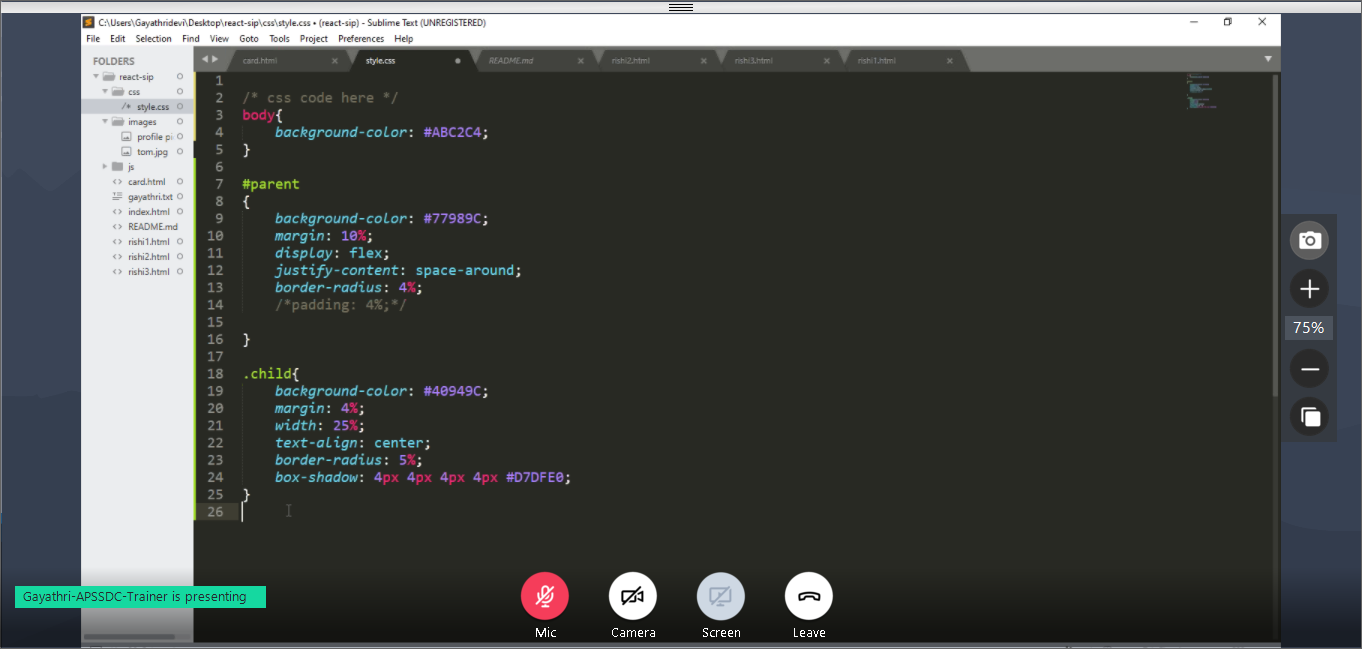 C:\Users\Gayathridevi\Desktop\react-sip\css\style.css • (react-sip) - Sublime Text (UNREGISTERED)
File Edit Selection Find View Goto Tools Project Preferences Help
FOLDERS
react-sip
css
/* style.css
images
profile pi
tom.jpg
js
card.html
gayathri.txt
index.html
README.md
rishi1.html
rishi2.html
rishi3.html
card.html style.css README.md rishi2.html rishi3.html rishi1.html
1
2 /* css code here */
3 body{
4 background-color: #ABC2C4;
5 }
6
7 #parent
8 {
9 background-color: #77989C;
10 margin: 10%;
11 display: flex;
12 justify-content: space-around;
13 border-radius: 4%;
14 /*padding: 4%;*/
15
16 }
17
18 .child{
19 background-color: #40949C;
20 margin: 4%;
21 width: 25%;
22 text-align: center;
23 border-radius: 5%;
24 box-shadow: 4px 4px 4px 4px #D7DFE0;
25 }
26
75%
Gayathri-APSSDC-Trainer is presenting
Mic Camera Screen Leave